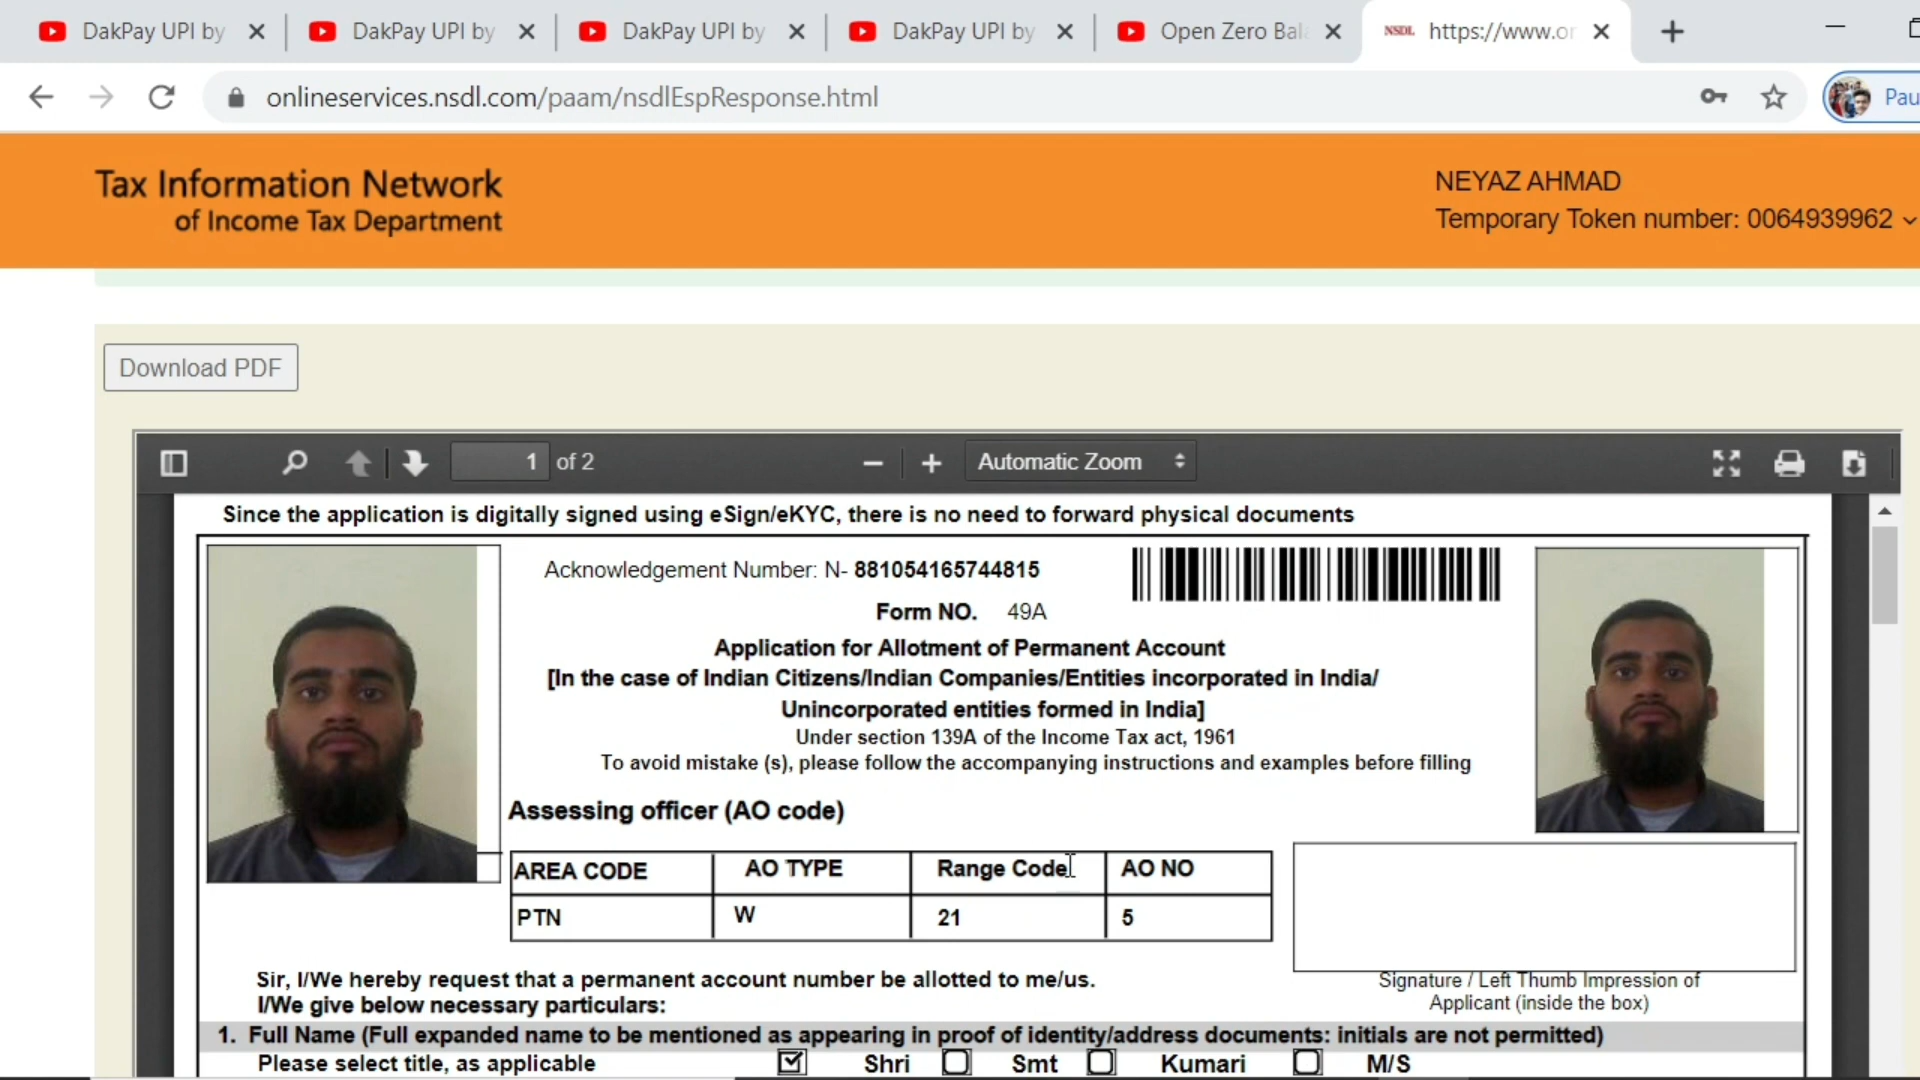 DakPay UPI by
DakPay UPI by
DakPay UPI by
DakPay UPI by
Open Zero Bal
NSDL https://www.or
onlineservices.nsdl.com/paam/nsdlEspResponse.html
Pau
Tax Information Network
of Income Tax Department
NEYAZ AHMAD
Temporary Token number: 0064939962
Download PDF
1 of 2
Automatic Zoom
Since the application is digitally signed using eSign/eKYC, there is no need to forward physical documents
Acknowledgement Number: N- 881054165744815
Form NO. 49A
Application for Allotment of Permanent Account
[In the case of Indian Citizens/Indian Companies/Entities incorporated in India/
Unincorporated entities formed in India]
Under section 139A of the Income Tax act, 1961
To avoid mistake (s), please follow the accompanying instructions and examples before filling
Assessing officer (AO code)
AREA CODE AO TYPE Range Code AO NO
PTN W 21 5
Sir, I/We hereby request that a permanent account number be allotted to me/us.
I/We give below necessary particulars:
Signature / Left Thumb Impression of
Applicant (inside the box)
1. Full Name (Full expanded name to be mentioned as appearing in proof of identity/address documents: initials are not permitted)
Please select title, as applicable Shri Smt Kumari M/S